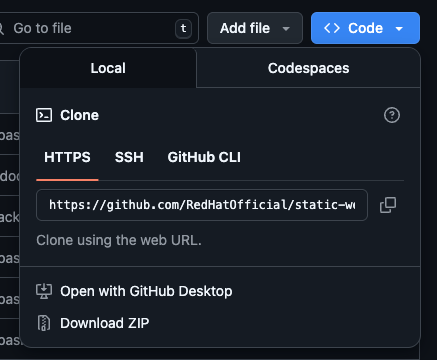 Go to file
t
Add file
Code
Local
Codespaces
Clone
HTTPS
SSH
GitHub CLI
https://github.com/RedHatOfficial/static-we
Clone using the web URL.
Open with GitHub Desktop
Download ZIP